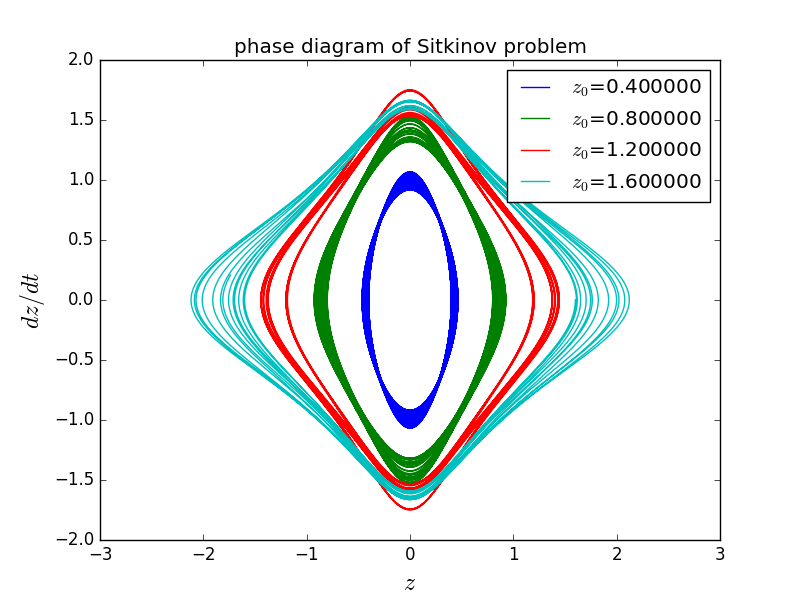 phase diagram of Sitkinov problem
z₀=0.400000
z₀=0.800000
z₀=1.200000
z₀=1.600000
2.0
1.5
1.0
0.5
0.0
−0.5
−1.0
−1.5
−2.0
dz/dt
−3
−2
−1
0
1
2
3
z